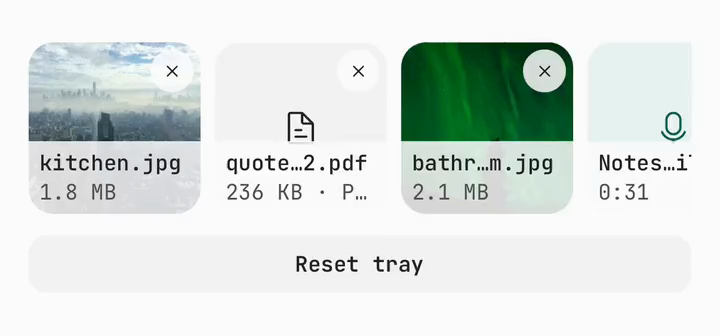 kitchen.jpg
1.8 MB
quote…2.pdf
236 KB · P…
bathr…m.jpg
2.1 MB
0:31
Reset tray